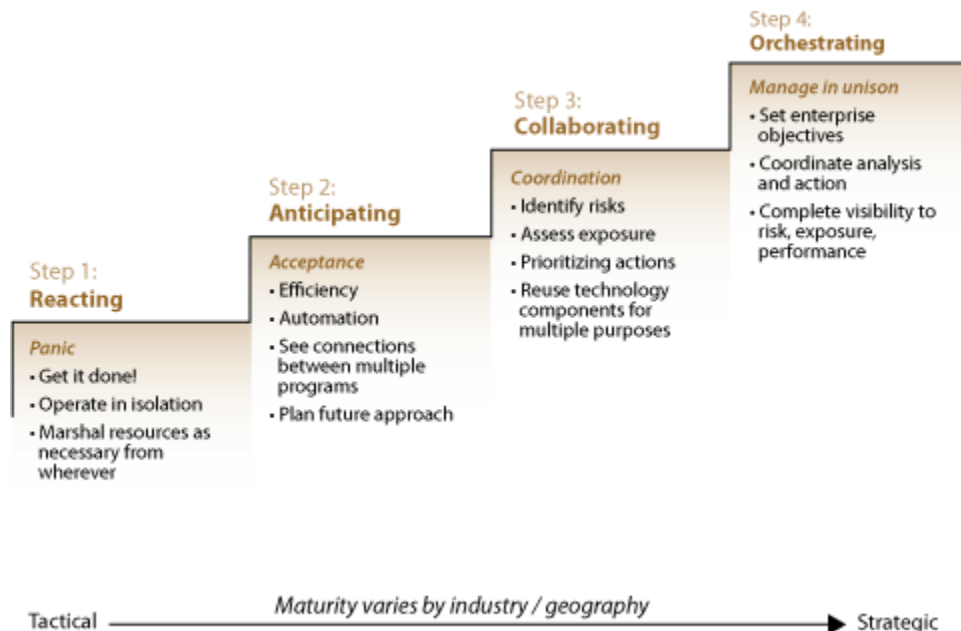 Step 1:
Reacting
Panic
• Get it done!
• Operate in isolation
• Marshal resources as
necessary from
wherever
Step 2:
Anticipating
Acceptance
• Efficiency
• Automation
• See connections
between multiple
programs
• Plan future approach
Step 3:
Collaborating
Coordination
• Identify risks
• Assess exposure
• Prioritizing actions
• Reuse technology
components for
multiple purposes
Step 4:
Orchestrating
Manage in unison
• Set enterprise
objectives
• Coordinate analysis
and action
• Complete visibility to
risk, exposure,
performance
Maturity varies by industry / geography
Tactical
Strategic